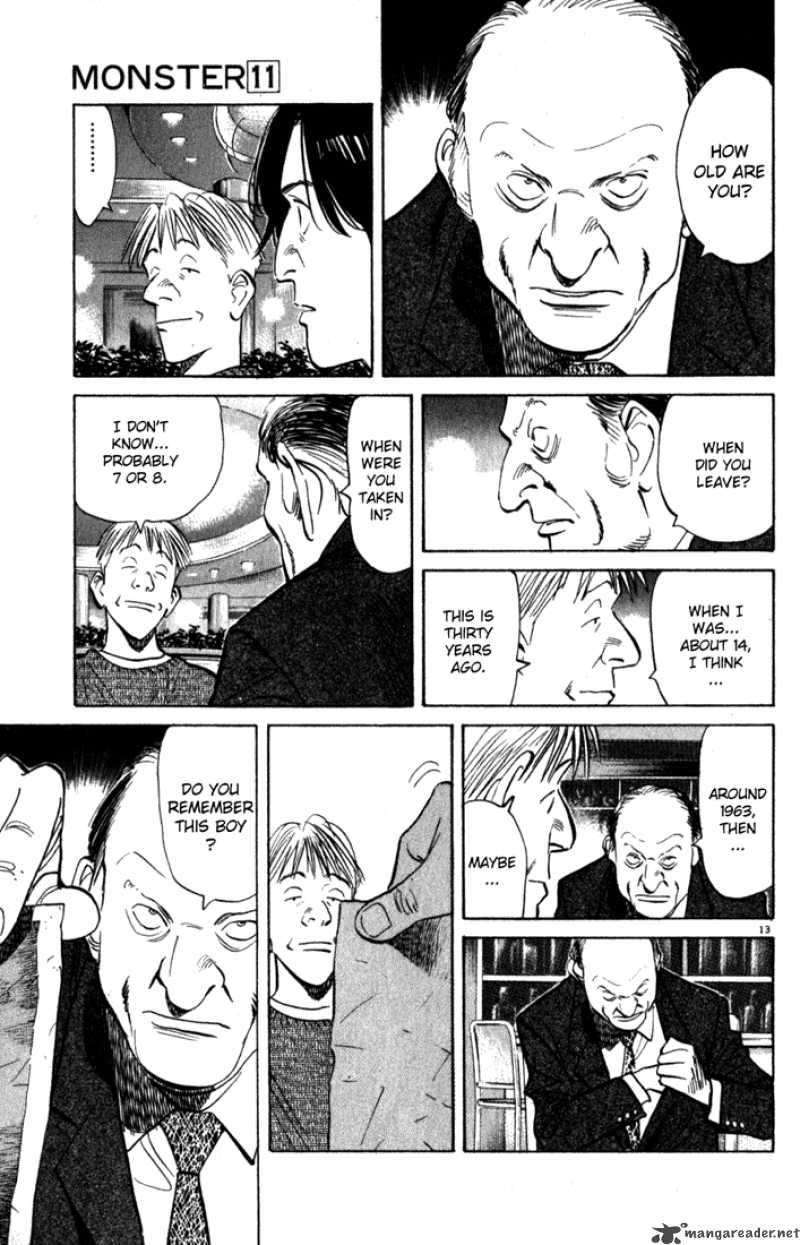 MONSTER 11
HOW
OLD ARE
YOU?
.........
WHEN
DID YOU
LEAVE?
WHEN
WERE
YOU
TAKEN
IN?
I DON'T
KNOW...
PROBABLY
7 OR 8.
WHEN I
WAS...
ABOUT 14,
I THINK
...
THIS IS
THIRTY
YEARS
AGO.
AROUND
1963,
THEN
...
MAYBE
...
13
DO YOU
REMEMBER
THIS BOY
?
mangareader.net